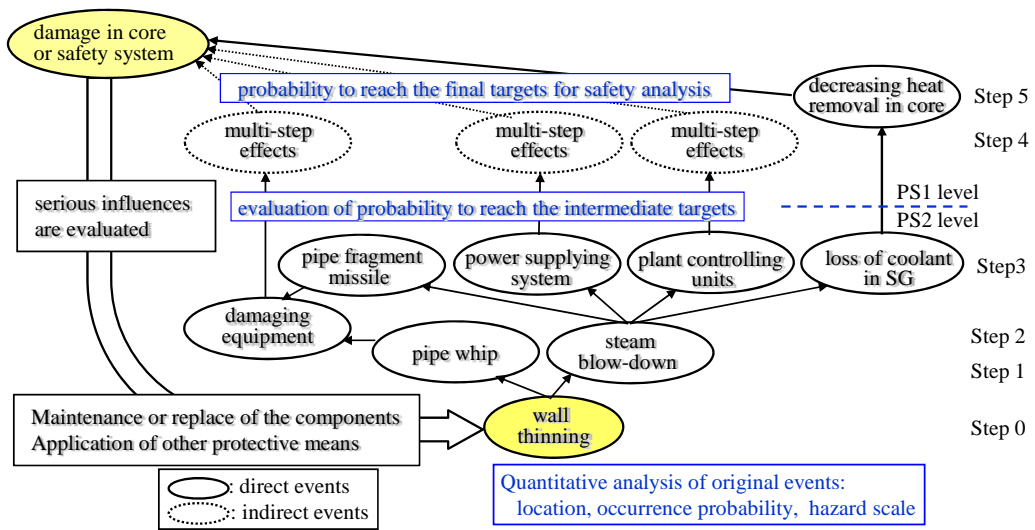 damage in core
or safety system
probability to reach the final targets for safety analysis
decreasing heat
removal in core
Step 5
multi-step
effects
multi-step
effects
multi-step
effects
Step 4
serious influences
are evaluated
evaluation of probability to reach the intermediate targets
PS1 level
PS2 level
pipe fragment
missile
power supplying
system
plant controlling
units
loss of coolant
in SG
Step3
damaging
equipment
pipe whip
steam
blow-down
Step 2
Step 1
Maintenance or replace of the components
Application of other protective means
wall
thinning
Step 0
: direct events
: indirect events
Quantitative analysis of original events:
location, occurrence probability, hazard scale